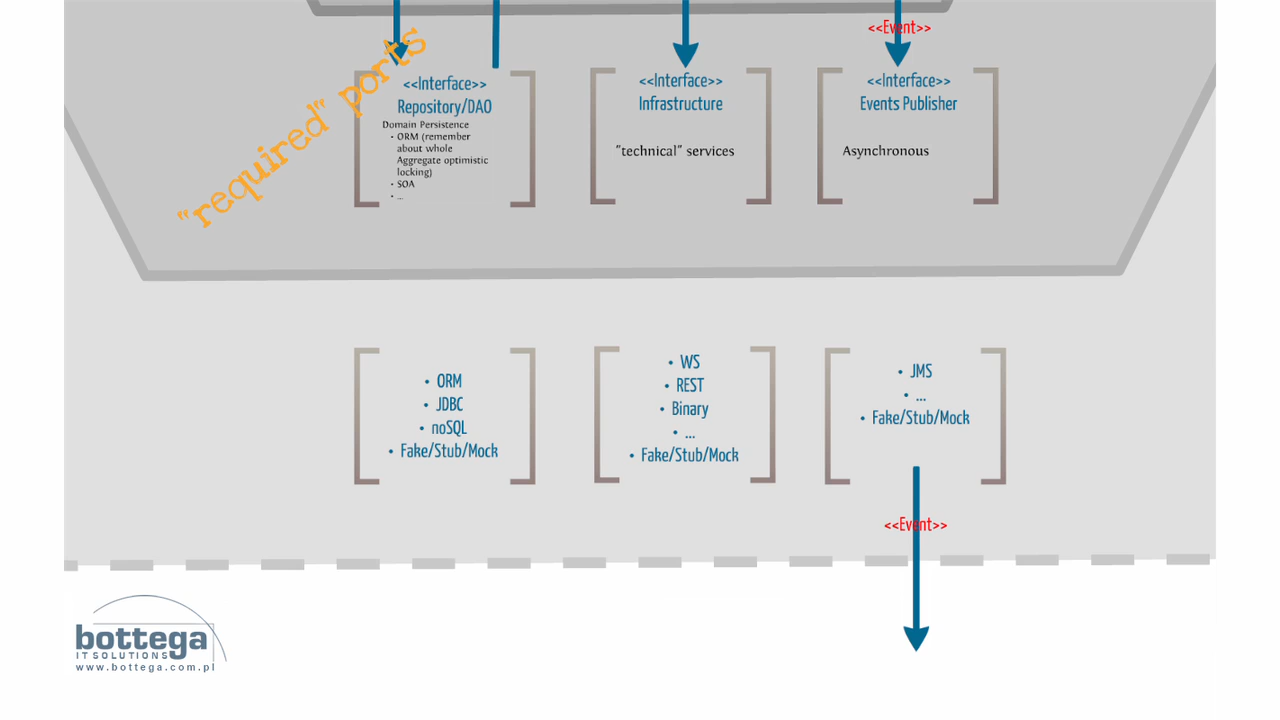 <<Event>>
"required" ports
<<Interface>>
Repository/DAO
Domain Persistence
• ORM (remember
about whole
Aggregate optimistic
locking)
• SOA
• ...
<<Interface>>
Infrastructure
"technical" services
<<Interface>>
Events Publisher
Asynchronous
• ORM
• JDBC
• noSQL
• Fake/Stub/Mock
• WS
• REST
• Binary
• ...
• Fake/Stub/Mock
• JMS
• ...
• Fake/Stub/Mock
<<Event>>
bottega
IT SOLUTIONS
www.bottega.com.pl